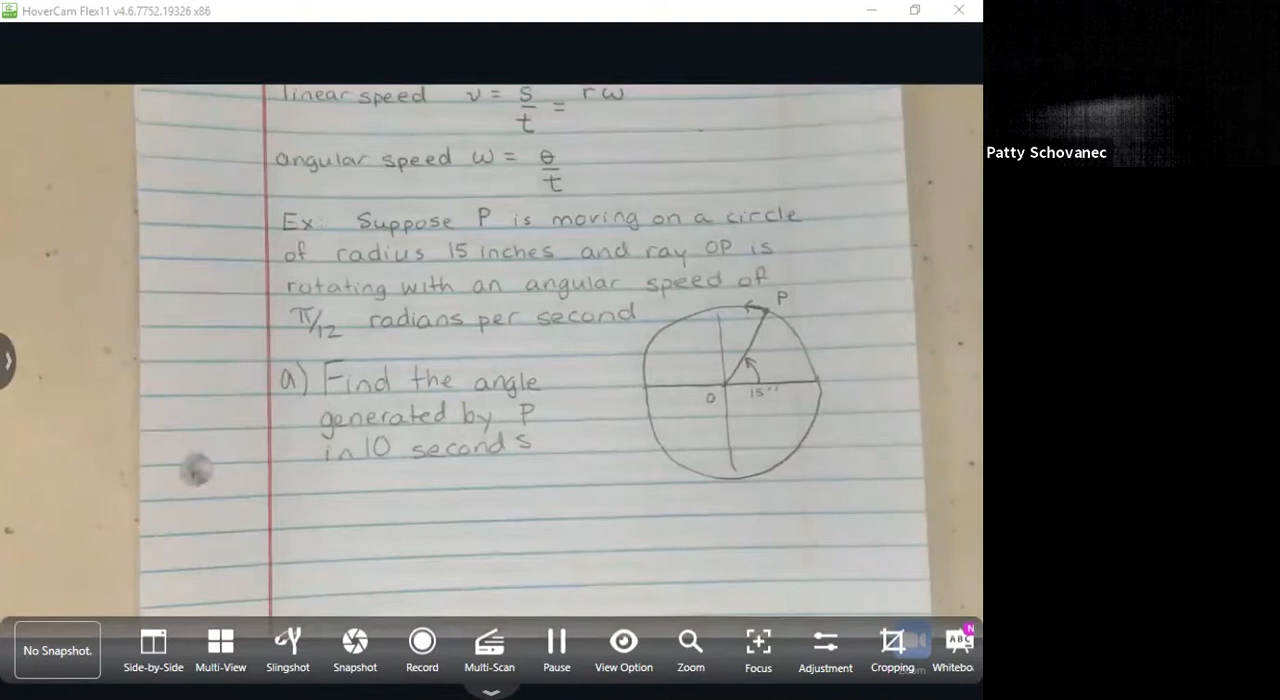 HoverCam Flex11 v4.6.7752.19326 x86
linear speed v = s/t = rω
angular speed ω = θ/t
Ex: Suppose P is moving on a circle
of radius 15 inches and ray OP is
rotating with an angular speed of
π/12 radians per second
P
O 15"
a) Find the angle
generated by P
in 10 seconds
Patty Schovanec
No Snapshot.
Side-by-Side Multi-View Slingshot Snapshot Record Multi-Scan Pause View Option Zoom Focus Adjustment Cropping Whiteboa
ABC
N
Zoom